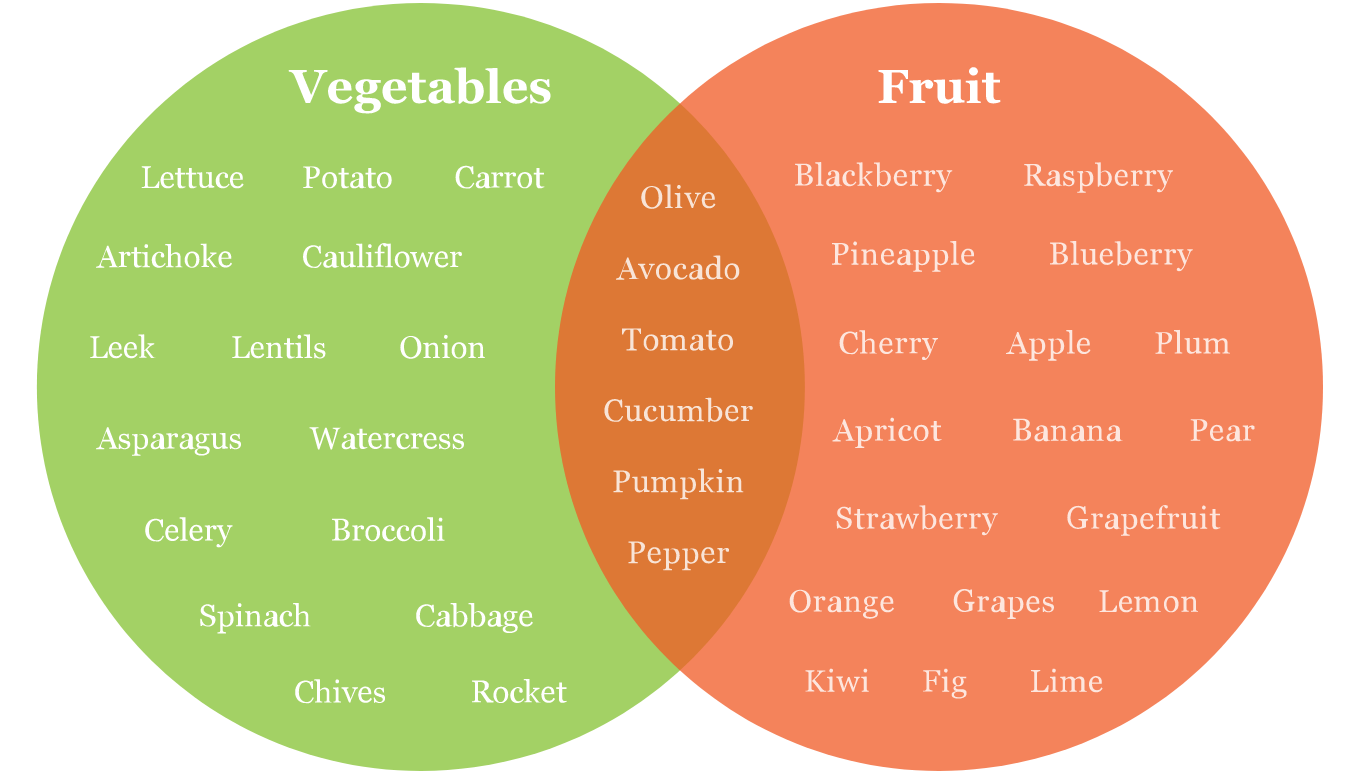 Vegetables
Lettuce Potato Carrot
Artichoke Cauliflower
Leek Lentils Onion
Asparagus Watercress
Celery Broccoli
Spinach Cabbage
Chives Rocket
Olive
Avocado
Tomato
Cucumber
Pumpkin
Pepper
Fruit
Blackberry Raspberry
Pineapple Blueberry
Cherry Apple Plum
Apricot Banana Pear
Strawberry Grapefruit
Orange Grapes Lemon
Kiwi Fig Lime